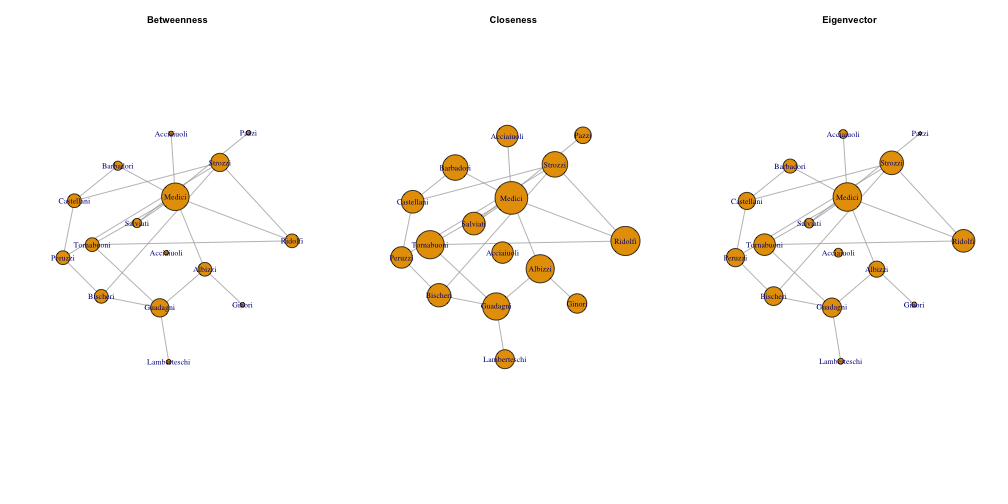 Betweenness
Acciaiuoli
Pazzi
Barbadori
Strozzi
Castellani
Medici
Salviati
Tornabuoni
Ridolfi
Peruzzi
Acciaiuoli
Albizzi
Bischeri
Guadagni
Ginori
Lamberteschi
Closeness
Acciaiuoli
Pazzi
Barbadori
Strozzi
Castellani
Medici
Salviati
Tornabuoni
Ridolfi
Peruzzi
Acciaiuoli
Albizzi
Bischeri
Guadagni
Ginori
Lamberteschi
Eigenvector
Acciaiuoli
Pazzi
Barbadori
Strozzi
Castellani
Medici
Salviati
Tornabuoni
Ridolfi
Peruzzi
Acciaiuoli
Albizzi
Bischeri
Guadagni
Ginori
Lamberteschi